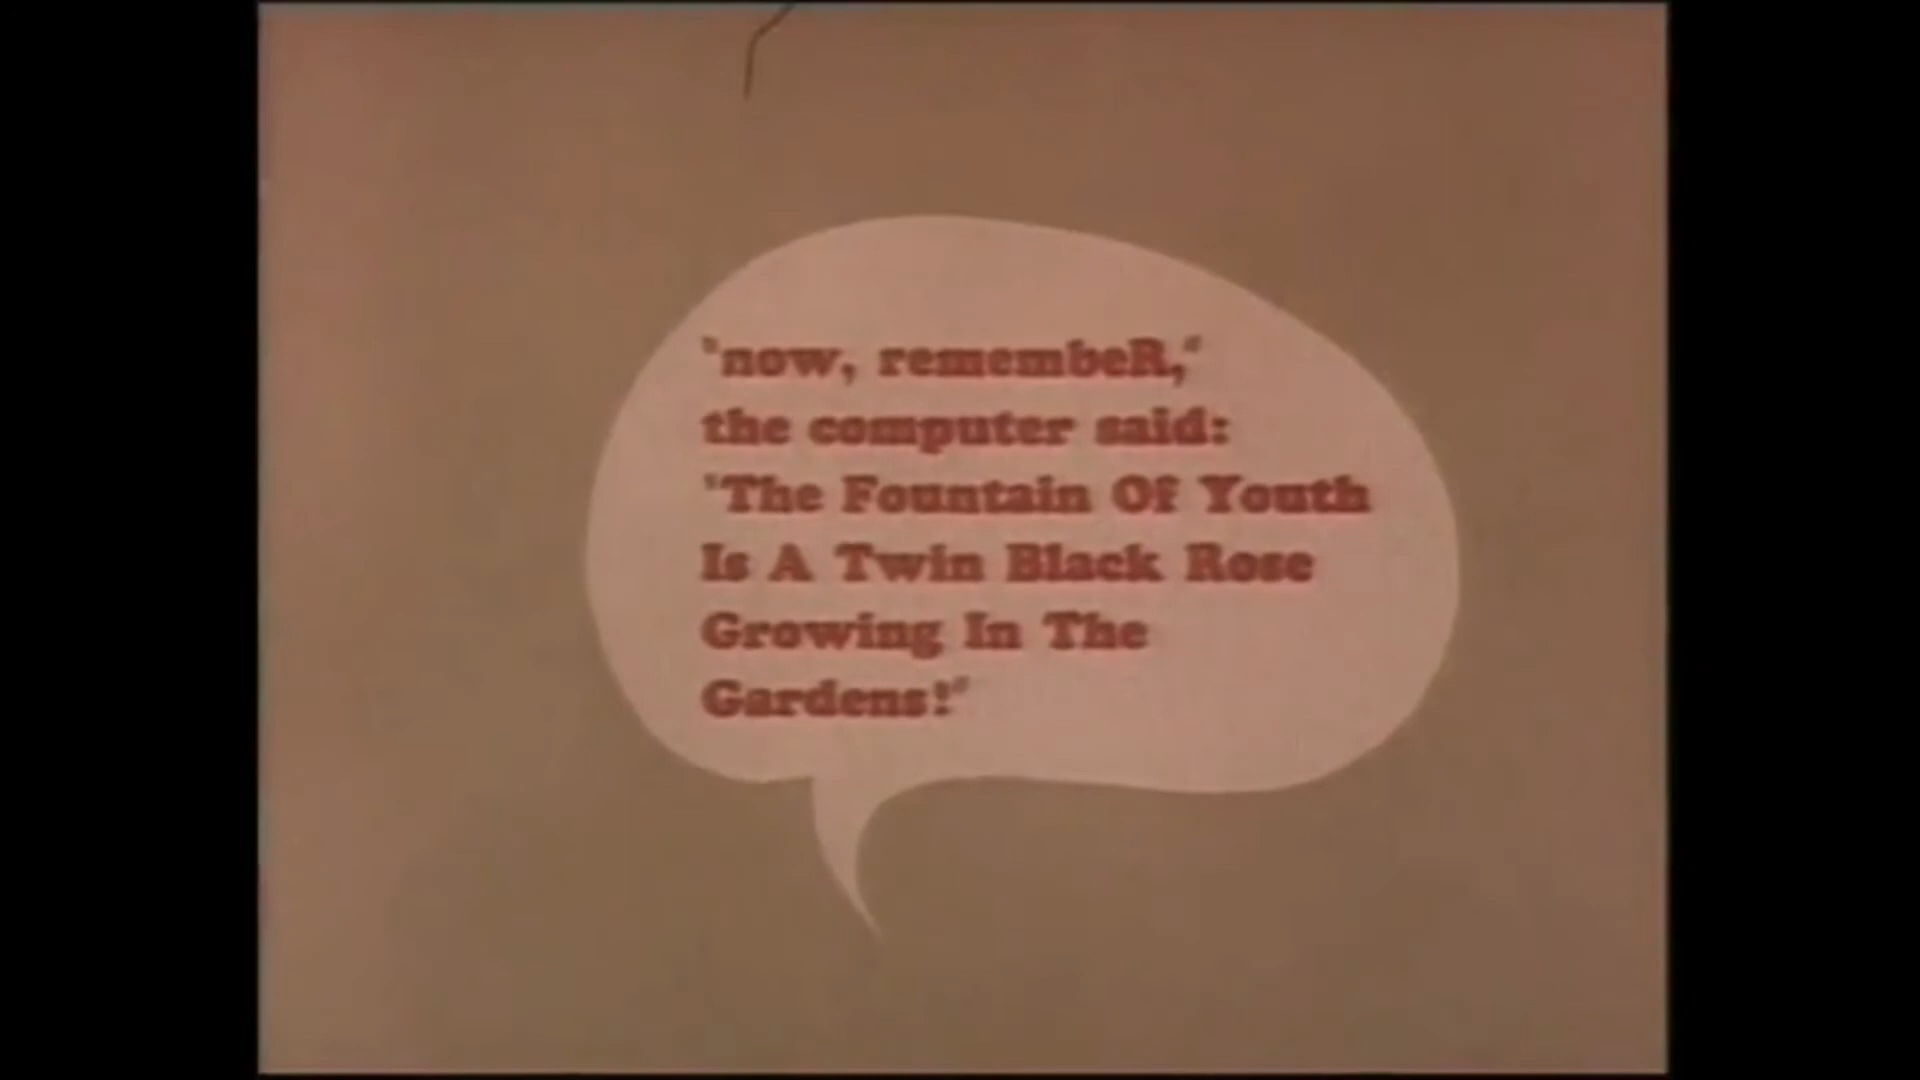 "now, remembeR,"
the computer said:
"The Fountain Of Youth
Is A Twin Black Rose
Growing In The
Gardens!"